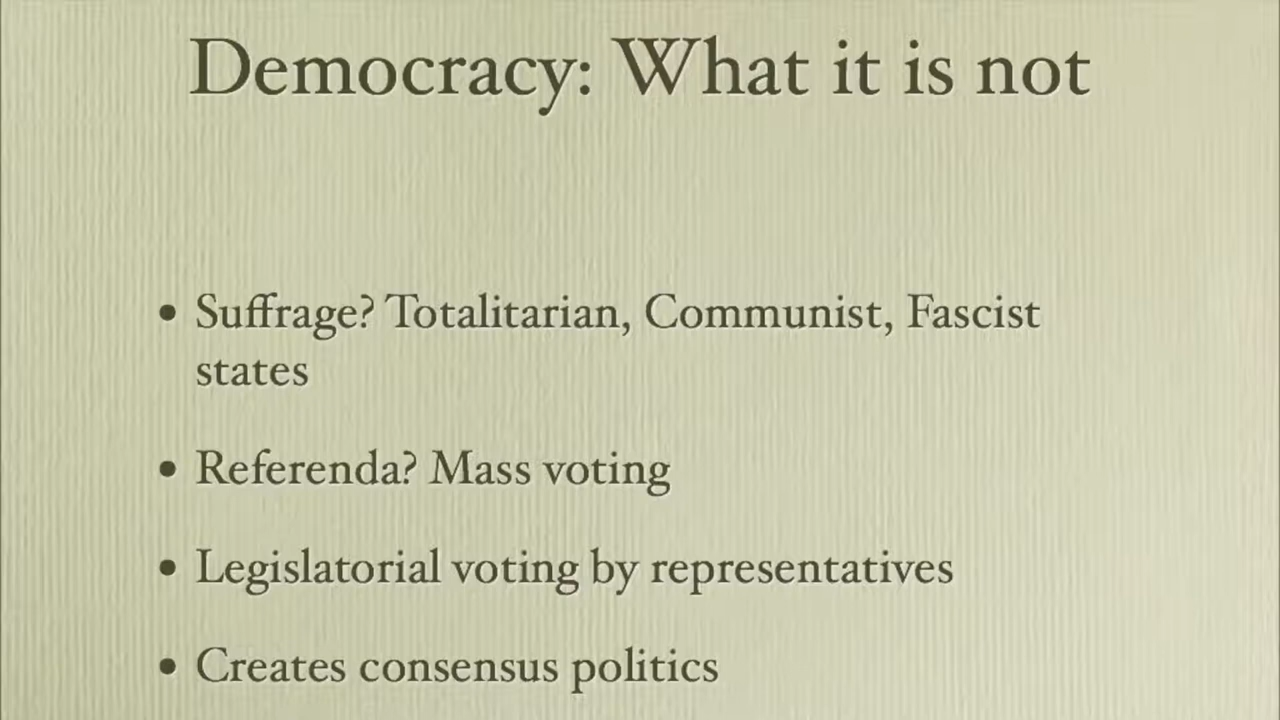 Democracy: What it is not
• Suffrage? Totalitarian, Communist, Fascist
states
• Referenda? Mass voting
• Legislatorial voting by representatives
• Creates consensus politics